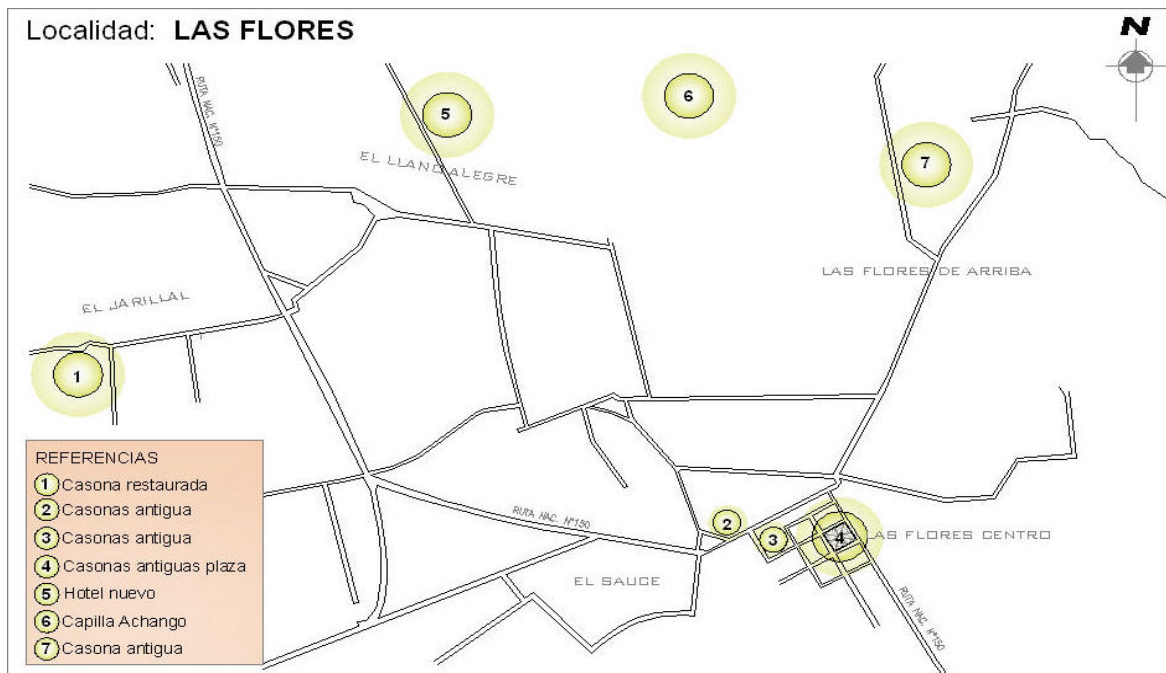 Localidad: LAS FLORES
N
RUTA NAC. Nº150
5
6
7
EL LLANO ALEGRE
LAS FLORES DE ARRIBA
EL JARILLAL
1
RUTA NAC. Nº150
2
3
4
LAS FLORES CENTRO
EL SAUCE
RUTA NAC. Nº150
REFERENCIAS
1 Casona restaurada
2 Casonas antigua
3 Casonas antigua
4 Casonas antiguas plaza
5 Hotel nuevo
6 Capilla Achango
7 Casona antigua